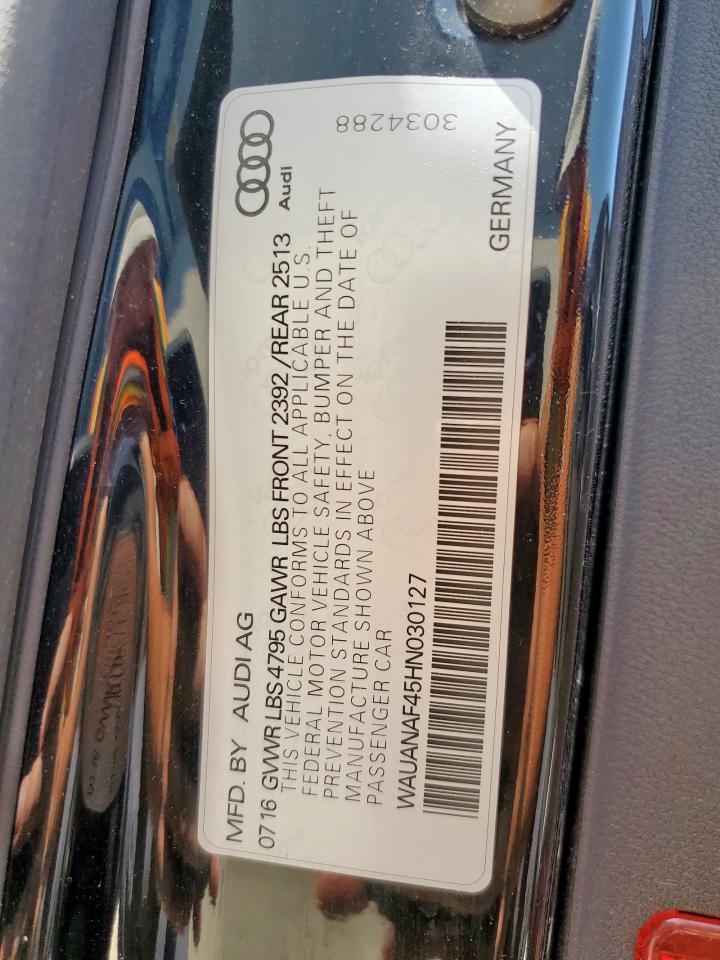 MFD. BY AUDI AG
Audi
0716 GVWR LBS 4795 GAWR LBS FRONT 2392 /REAR 2513
THIS VEHICLE CONFORMS TO ALL APPLICABLE U.S.
FEDERAL MOTOR VEHICLE SAFETY, BUMPER AND THEFT
PREVENTION STANDARDS IN EFFECT ON THE DATE OF
MANUFACTURE SHOWN ABOVE
PASSENGER CAR
3034288
WAUANAF45HN030127
GERMANY